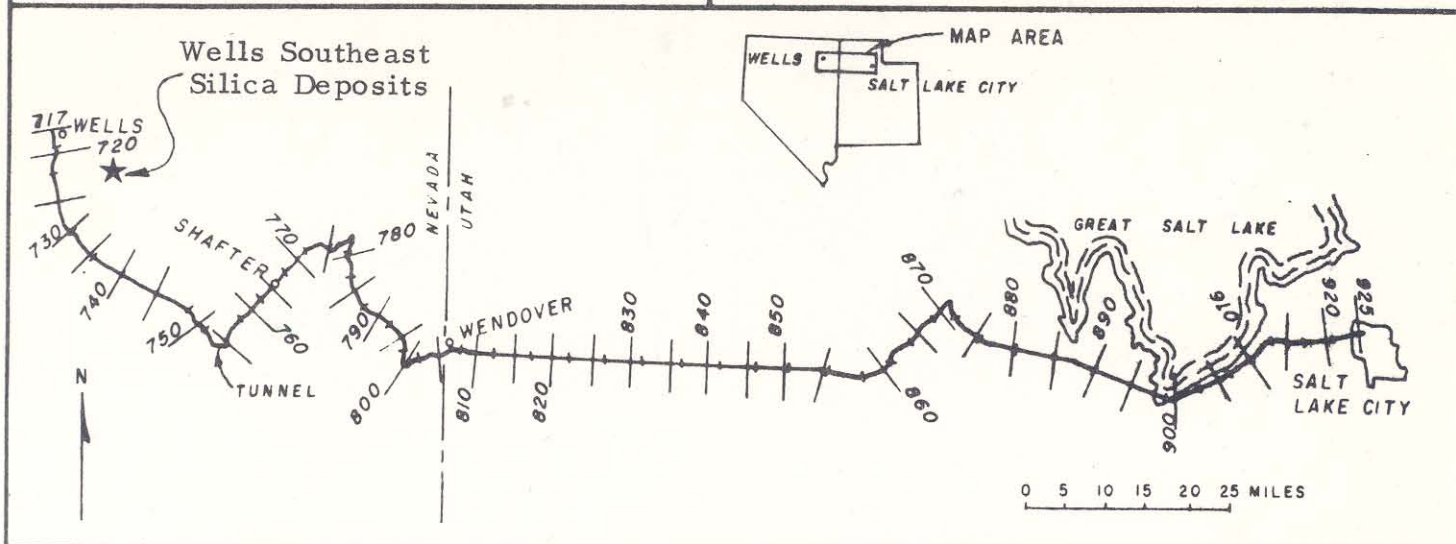 Wells Southeast
Silica Deposits
MAP AREA
WELLS
SALT LAKE CITY
717
WELLS
720
730
740
750
TUNNEL
SHAFTER
760
770
780
790
800
NEVADA
UTAH
WENDOVER
810
820
830
840
850
860
870
880
890
900
910
920
925
GREAT SALT LAKE
SALT
LAKE CITY
N
0 5 10 15 20 25 MILES